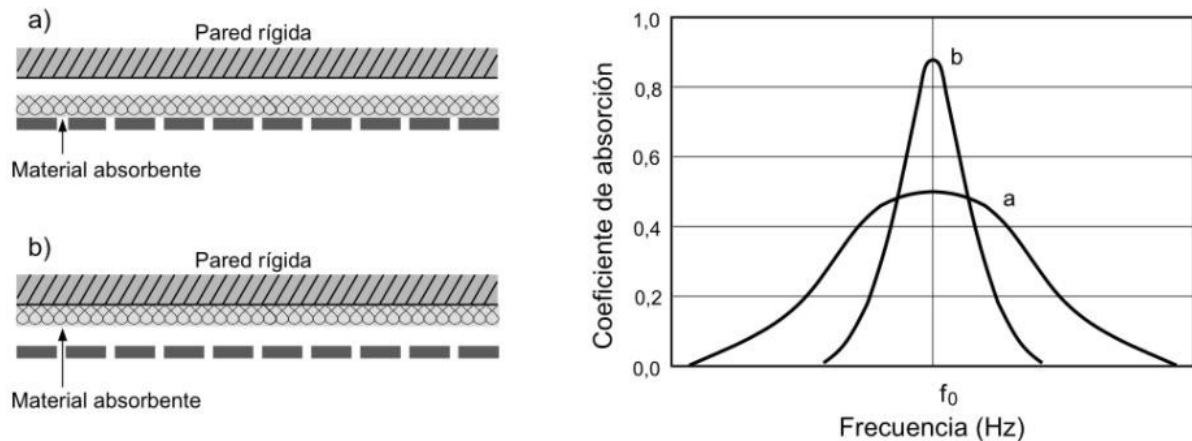 a)
Pared rígida
Material absorbente
b)
Pared rígida
Material absorbente
Coeficiente de absorción
1,0
0,8
0,6
0,4
0,2
0,0
b
a
f₀
Frecuencia (Hz)